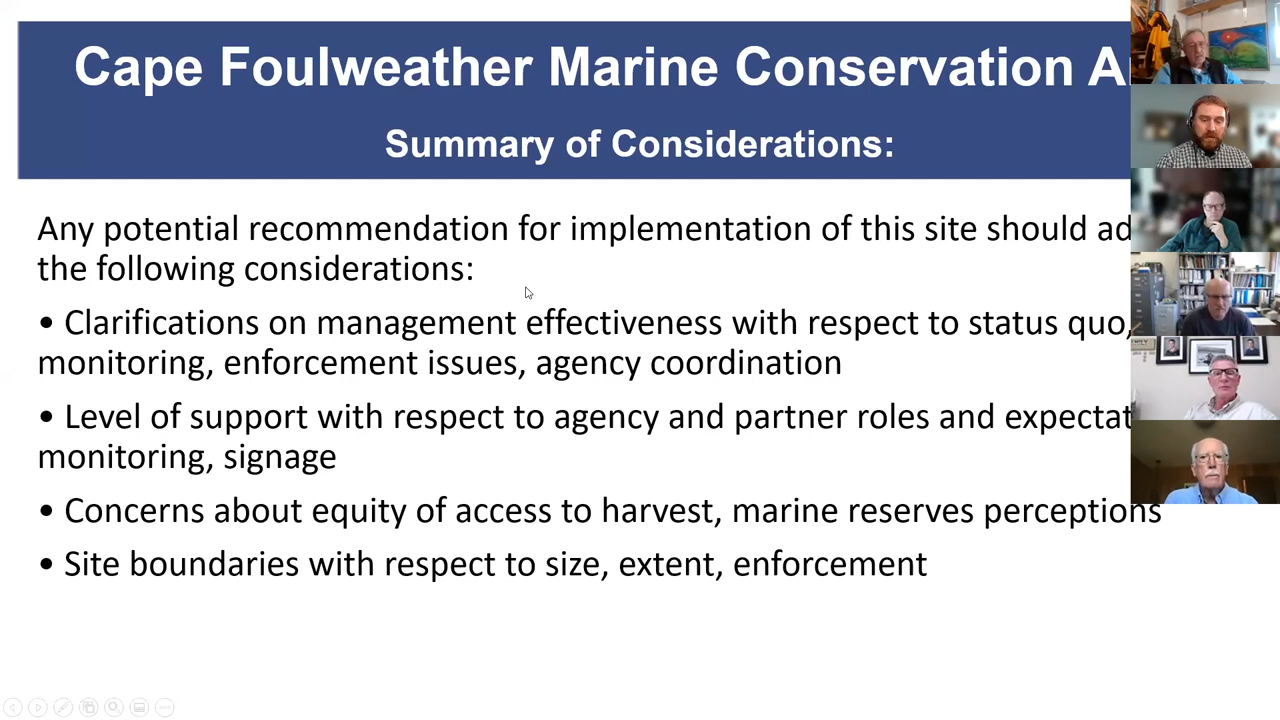 Cape Foulweather Marine Conservation A
Summary of Considerations:
Any potential recommendation for implementation of this site should ad
the following considerations:
• Clarifications on management effectiveness with respect to status quo,
monitoring, enforcement issues, agency coordination
• Level of support with respect to agency and partner roles and expectat
monitoring, signage
• Concerns about equity of access to harvest, marine reserves perceptions
• Site boundaries with respect to size, extent, enforcement